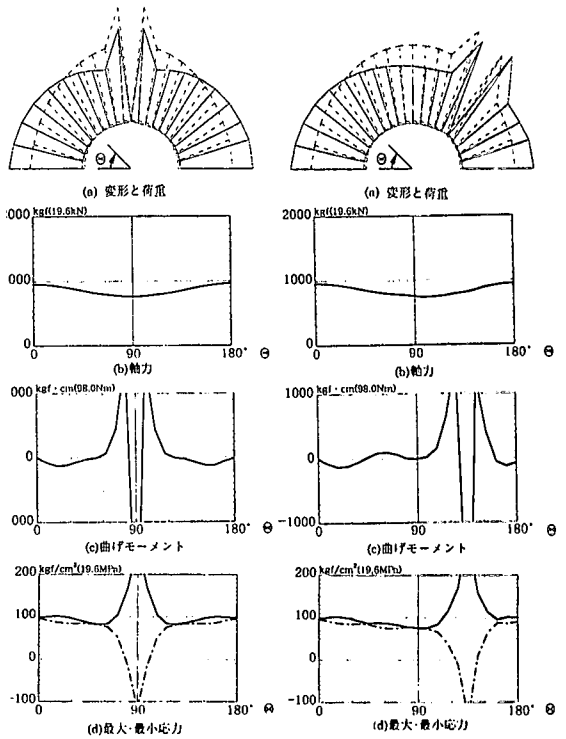 Θ
(a) 変形と荷重
Θ
(a) 変形と荷重
000 kgf(19.6kN)
000
0
0 90 180° Θ
(b)軸力
2000 kgf(19.6kN)
1000
0
0 90 180° Θ
(b)軸力
000 kgf・cm(98.0Nm)
0
000
0 90 180° Θ
(c)曲げモーメント
1000 kgf・cm(98.0Nm)
0
-1000
0 90 180° Θ
(c)曲げモーメント
200 kgf/cm²(19.6MPa)
100
0
-100
0 90 180° Θ
(d)最大・最小応力
200 kgf/cm²(19.6MPa)
100
0
-100
0 90 180° Θ
(d)最大・最小応力